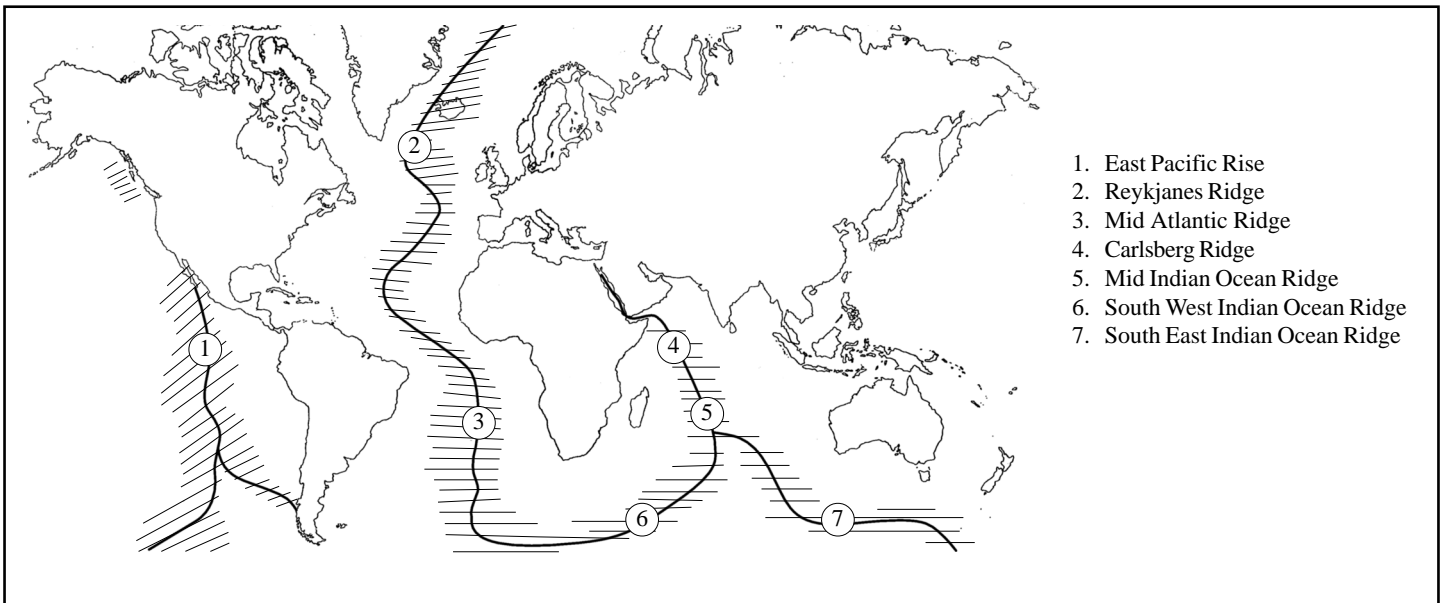 2
1
3
4
5
6
7
1. East Pacific Rise
2. Reykjanes Ridge
3. Mid Atlantic Ridge
4. Carlsberg Ridge
5. Mid Indian Ocean Ridge
6. South West Indian Ocean Ridge
7. South East Indian Ocean Ridge